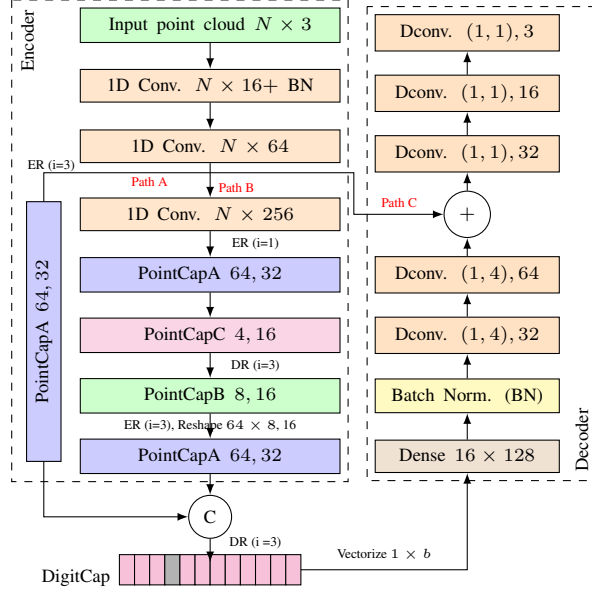 Encoder
Input point cloud N × 3
1D Conv. N × 16+ BN
1D Conv. N × 64
ER (i=3)
Path A
Path B
1D Conv. N × 256
ER (i=1)
PointCapA 64, 32
PointCapA 64, 32
PointCapC 4, 16
DR (i=3)
PointCapB 8, 16
ER (i=3), Reshape 64 × 8, 16
PointCapA 64, 32
C
DR (i =3)
DigitCap
Vectorize 1 × b
Dconv. (1, 1), 3
Dconv. (1, 1), 16
Dconv. (1, 1), 32
Path C
+
Dconv. (1, 4), 64
Dconv. (1, 4), 32
Batch Norm. (BN)
Dense 16 × 128
Decoder